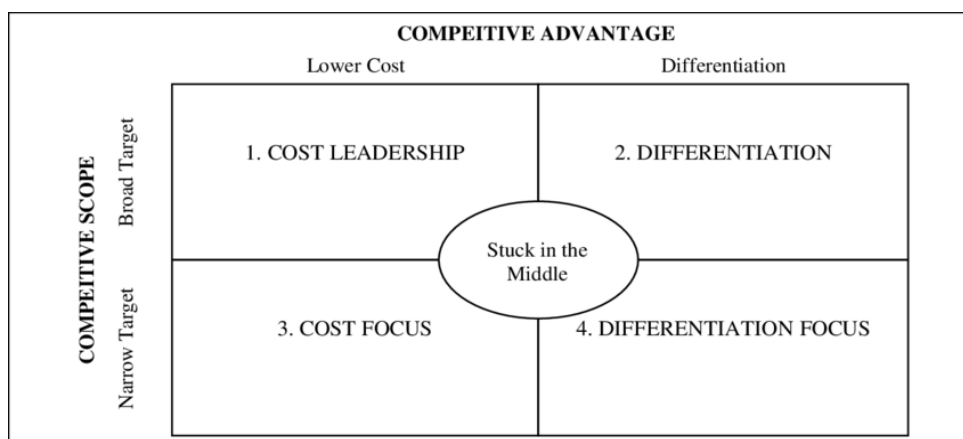 COMPEITIVE ADVANTAGE
Lower Cost
Differentiation
COMPEITIVE SCOPE
Broad Target
Narrow Target
1. COST LEADERSHIP
2. DIFFERENTIATION
Stuck in the
Middle
3. COST FOCUS
4. DIFFERENTIATION FOCUS